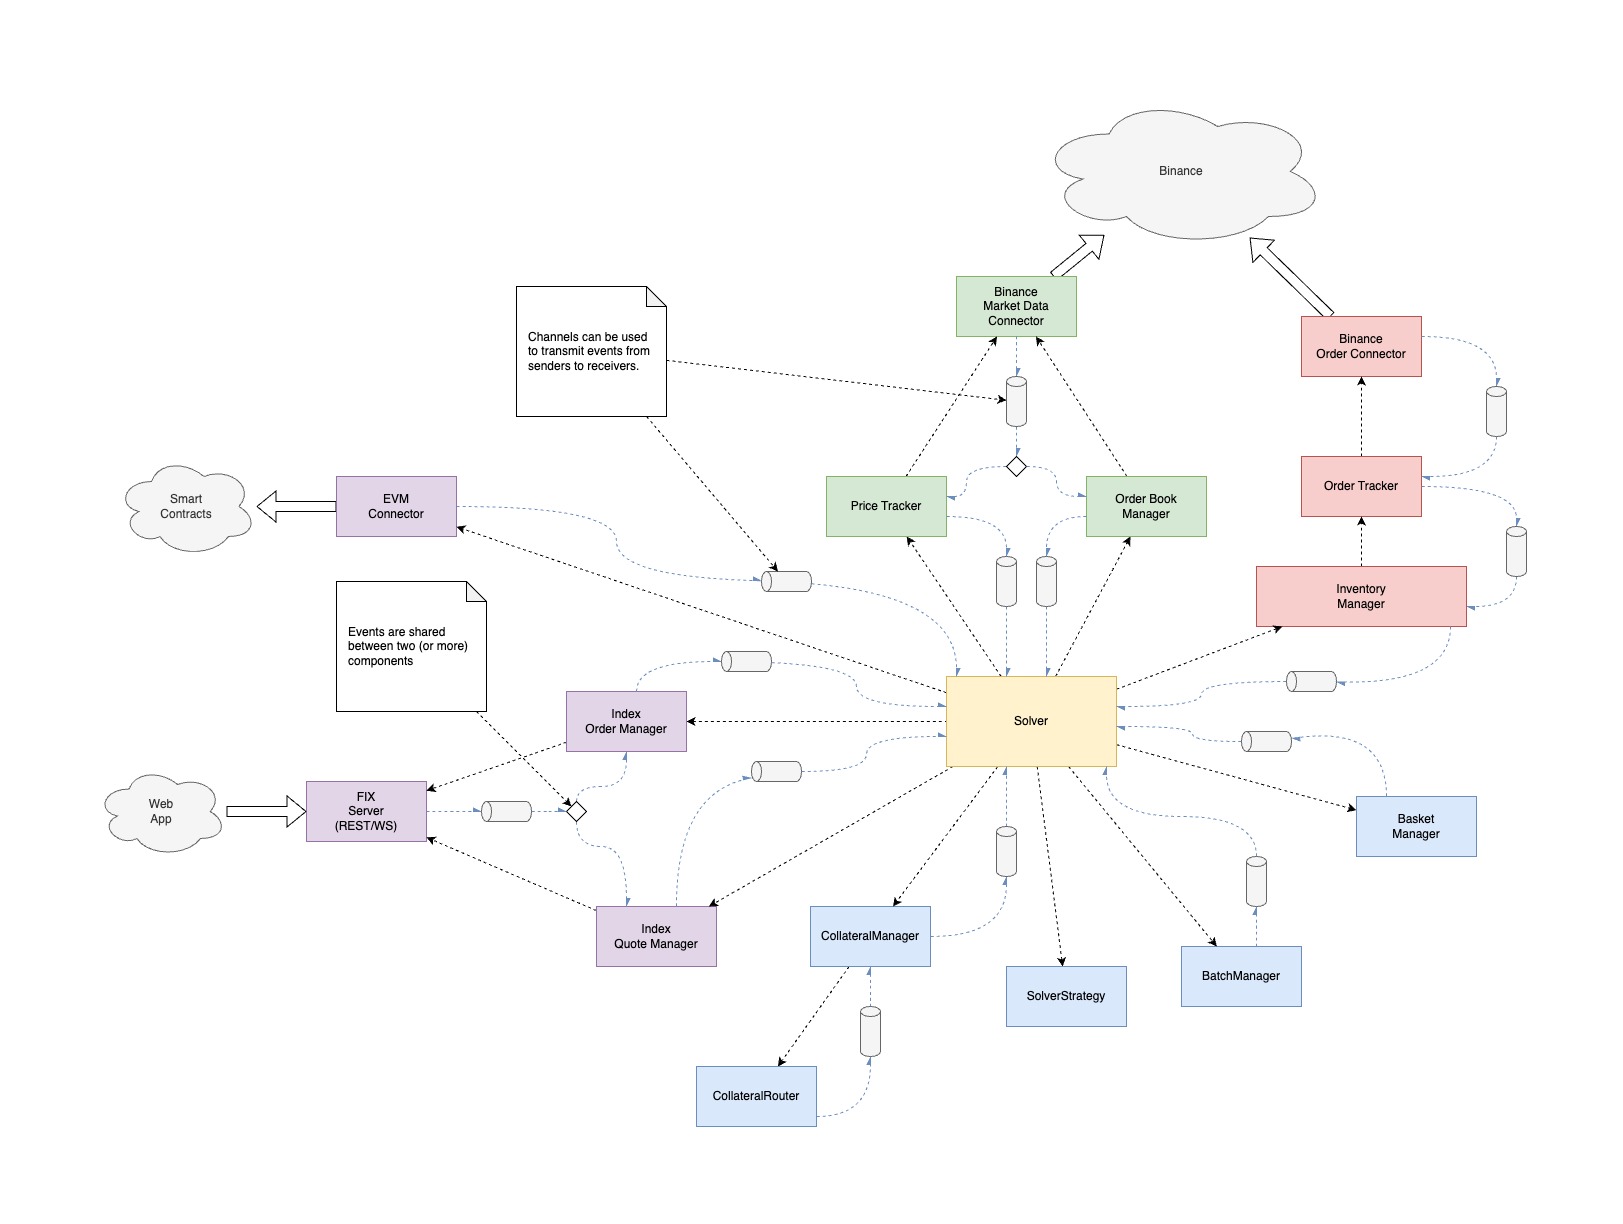 Binance
Binance
Market Data
Connector
Channels can be used
to transmit events from
senders to receivers.
Binance
Order Connector
Smart
Contracts
EVM
Connector
Price Tracker
Order Book
Manager
Order Tracker
Inventory
Manager
Events are shared
between two (or more)
components
Index
Order Manager
Solver
Web
App
FIX
Server
(REST/WS)
Basket
Manager
Index
Quote Manager
CollateralManager
SolverStrategy
BatchManager
CollateralRouter